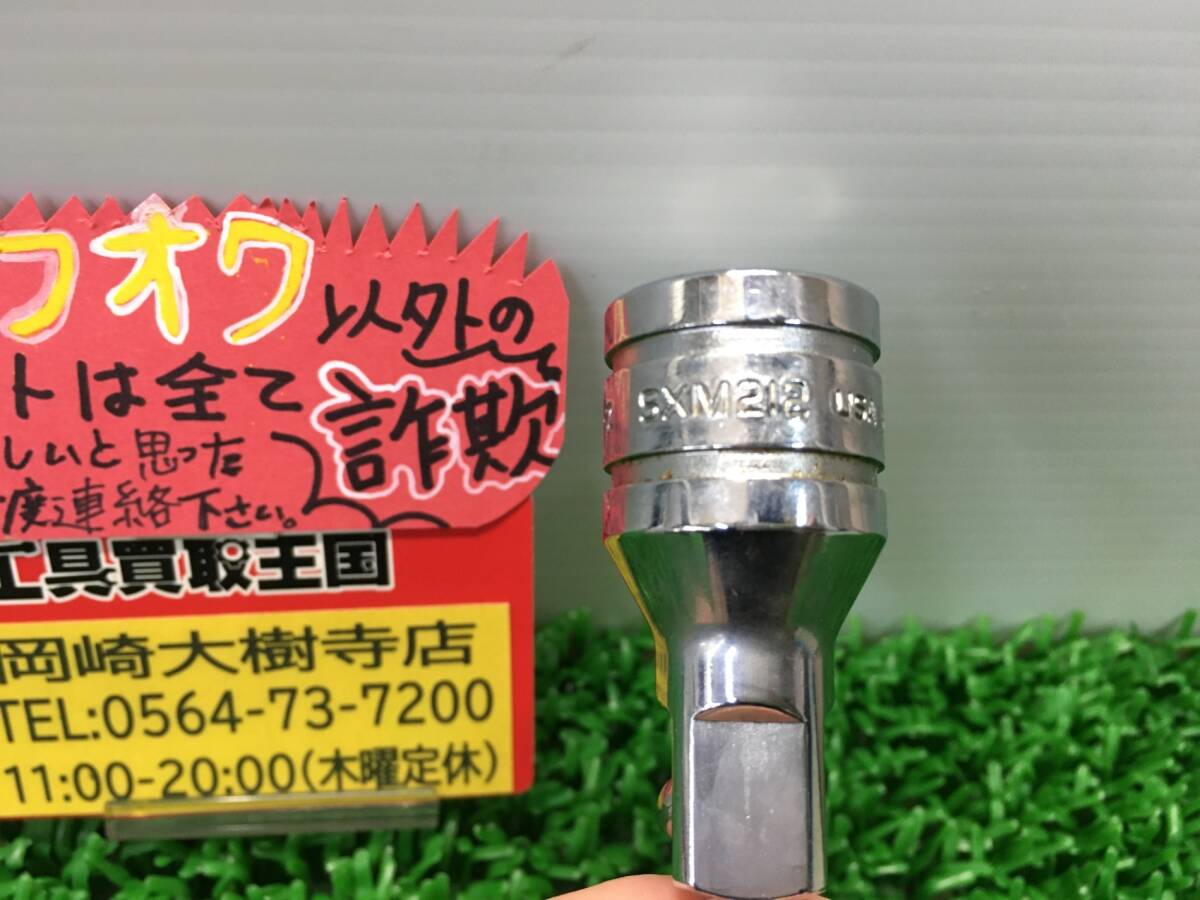 フオク
以外の
トは全て
詐欺
しいと思った
度連絡下さい。
工具買取王国
岡崎大樹寺店
TEL:0564-73-7200
11:00-20:00(木曜定休)
SXM212 USA